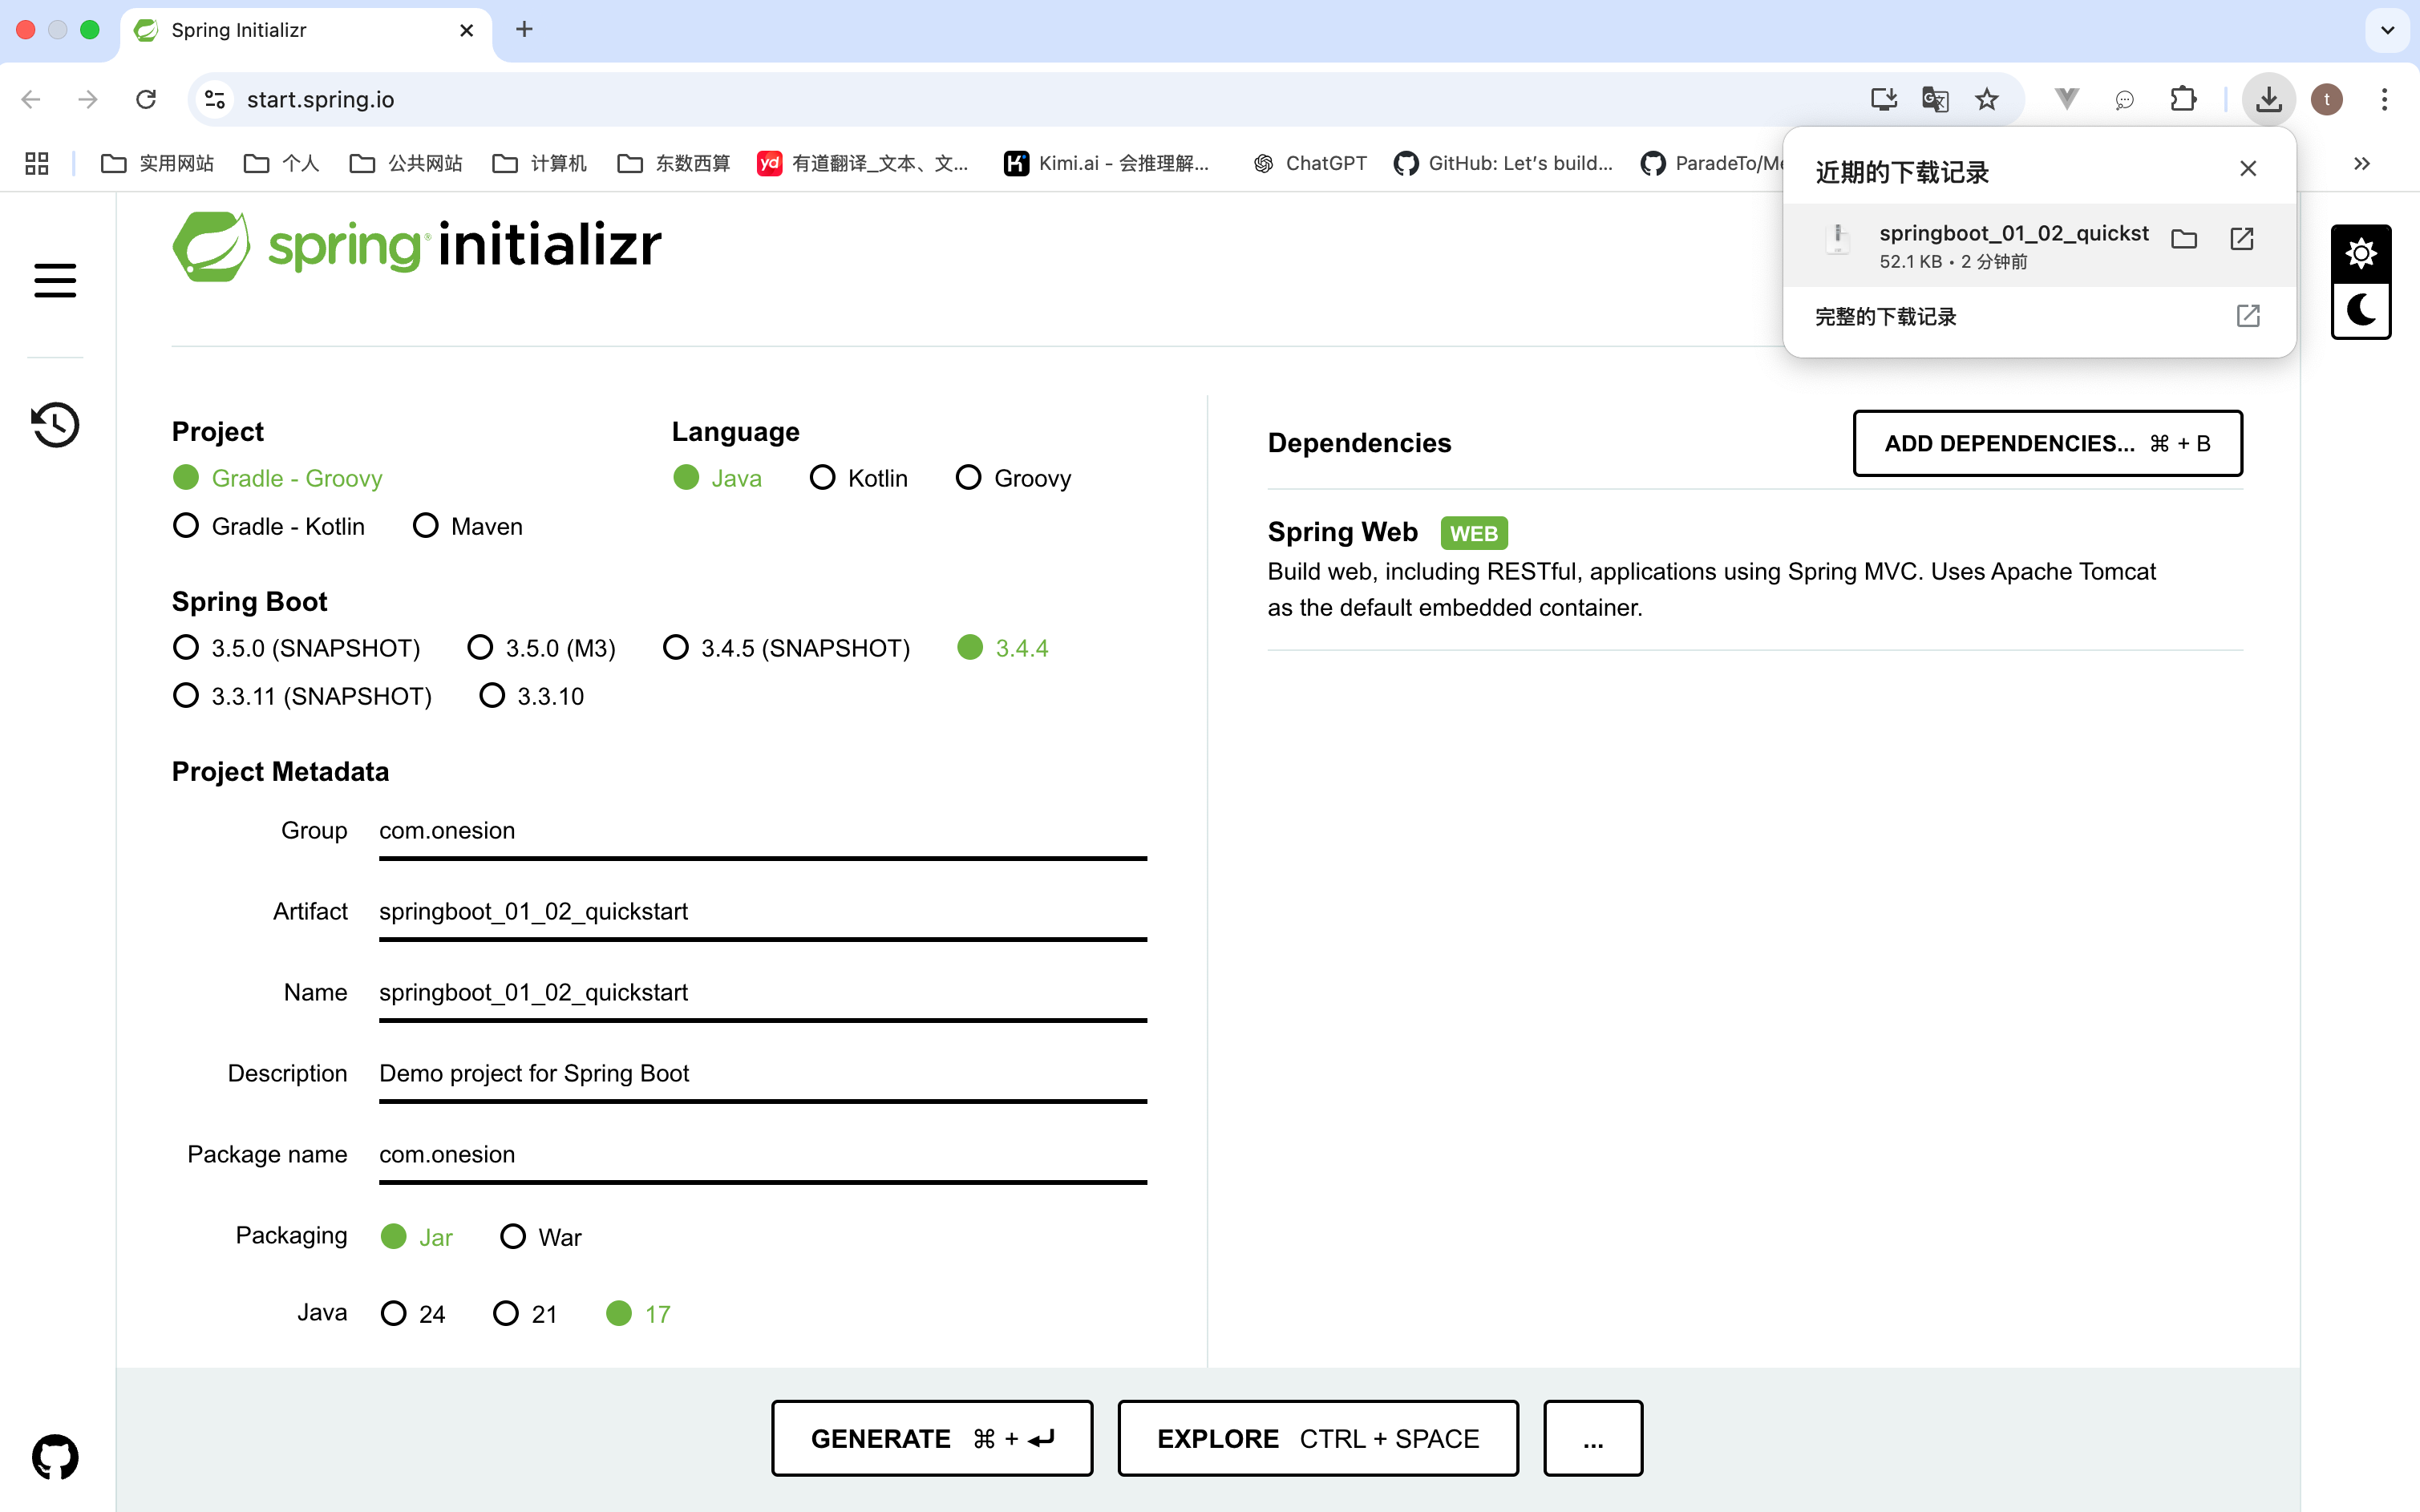 Spring Initializr
start.spring.io
实用网站 个人 公共网站 计算机 东数西算 yd 有道翻译_文本、文... Kimi.ai - 会推理解... ChatGPT GitHub: Let's build... ParadeTo/Me
近期的下载记录
springboot_01_02_quickst
52.1 KB • 2 分钟前
完整的下载记录
spring initializr
Project
Gradle - Groovy
Gradle - Kotlin Maven
Language
Java Kotlin Groovy
Spring Boot
3.5.0 (SNAPSHOT) 3.5.0 (M3) 3.4.5 (SNAPSHOT) 3.4.4
3.3.11 (SNAPSHOT) 3.3.10
Project Metadata
Group com.onesion
Artifact springboot_01_02_quickstart
Name springboot_01_02_quickstart
Description Demo project for Spring Boot
Package name com.onesion
Packaging Jar War
Java 24 21 17
Dependencies
ADD DEPENDENCIES... ⌘ + B
Spring Web WEB
Build web, including RESTful, applications using Spring MVC. Uses Apache Tomcat
as the default embedded container.
GENERATE ⌘ + ⏎ EXPLORE CTRL + SPACE ...
t